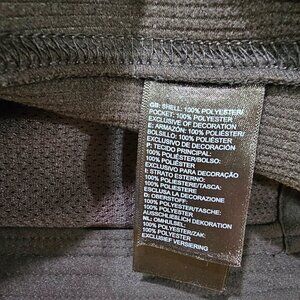 GB: SHELL: 100% POLYESTER/
POCKET: 100% POLYESTER
EXCLUSIVE OF DECORATION
E: ARMAZÓN: 100% POLIÉSTER/
BOLSILLO: 100% POLIÉSTER
EXCLUSIVO DE DECORACIÓN
P: TECIDO PRINCIPAL:
100% POLIÉSTER/BOLSO:
100% POLIÉSTER
EXCLUSIVO PARA DECORAÇÃO
I: STRATO ESTERNO:
100% POLIESTERE/TASCA:
100% POLIESTERE
ESCLUSA LA DECORAZIONE
D: OBERSTOFF:
100% POLYESTER/TASCHE:
100% POLYESTER
AUSSCHLIESSLICH DEKORATION
NL: OMHULSEL:
100% POLYESTER/ZAK:
100% POLYESTER
EXCLUSIEF VERSIERING